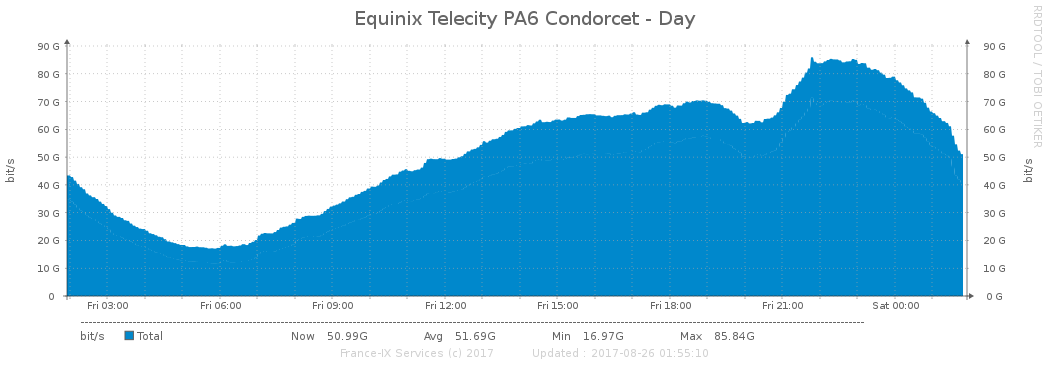 Equinix Telecity PA6 Condorcet - Day
RRDTOOL / TOBI OETIKER
90 G 90 G
80 G 80 G
70 G 70 G
60 G 60 G
50 G 50 G
40 G 40 G
30 G 30 G
20 G 20 G
10 G 10 G
0 0 G
bit/s
bit/s
Fri 03:00 Fri 06:00 Fri 09:00 Fri 12:00 Fri 15:00 Fri 18:00 Fri 21:00 Sat 00:00
bit/s Total Now 50.99G Avg 51.69G Min 16.97G Max 85.84G
France-IX Services (c) 2017 Updated : 2017-08-26 01:55:10